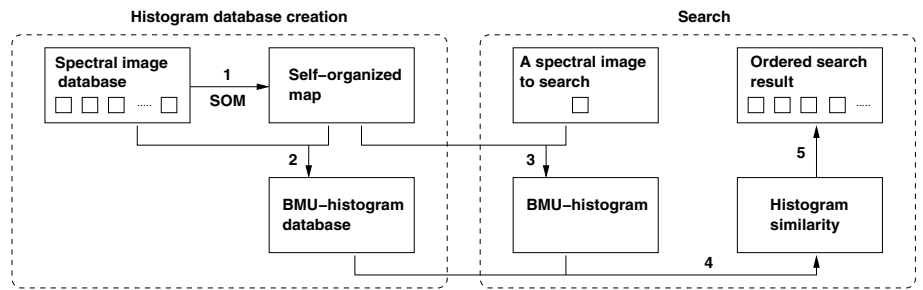 Histogram database creation
Search
Spectral image
database
.....
1
SOM
Self-organized
map
A spectral image
to search
Ordered search
result
.....
2
3
5
BMU-histogram
database
BMU-histogram
Histogram
similarity
4